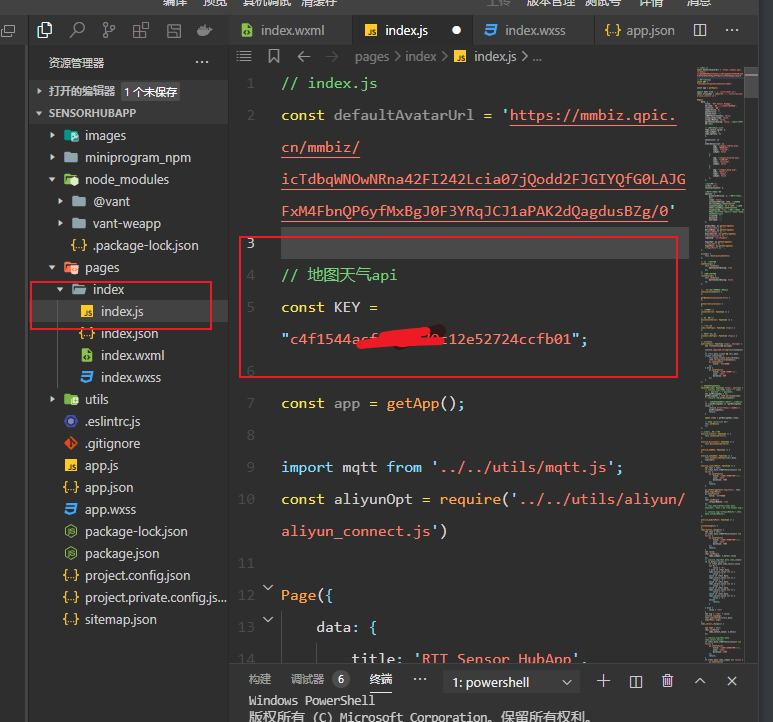 编译 预览 真机调试 清缓存 上传 版本管理 测试号 详情 消息
index.wxml index.js index.wxss app.json
资源管理器
pages > index > index.js > ...
打开的编辑器 1 个未保存
SENSORHUBAPP
images
miniprogram_npm
node_modules
@vant
vant-weapp
.package-lock.json
pages
index
index.js
index.json
index.wxml
index.wxss
utils
.eslintrc.js
.gitignore
app.js
app.json
app.wxss
package-lock.json
package.json
project.config.json
project.private.config.js...
sitemap.json
1 // index.js
2 const defaultAvatarUrl = 'https://mmbiz.qpic.
cn/mmbiz/
icTdbqWNOwNRna42FI242Lcia07jQodd2FJGIYQfG0LAJG
FxM4FbnQP6yfMxBgJ0F3YRqJCJ1aPAK2dQagdusBZg/0'
3
4 // 地图天气api
5 const KEY =
"c4f1544 12e52724ccfb01";
6
7 const app = getApp();
8
9 import mqtt from '../../utils/mqtt.js';
10 const aliyunOpt = require('../../utils/aliyun/
aliyun_connect.js')
11
12 Page({
13 data: {
14 title: 'RTT Sensor HubApp',
构建 调试器 6 终端 ... 1: powershell
Windows PowerShell
版权所有 (C) Microsoft Corporation。保留所有权利。